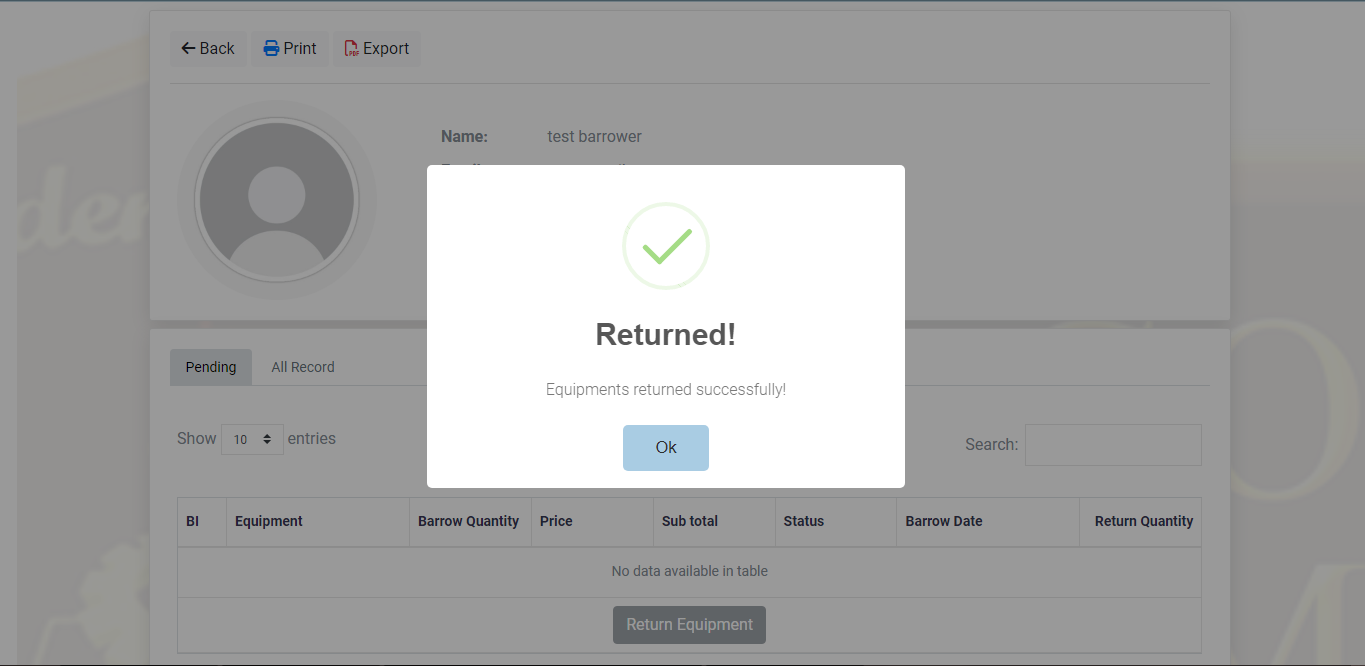 Back Print Export
Name: test barrower
Returned!
Equipments returned successfully!
Ok
Pending All Record
Show 10 entries
Search:
BI Equipment Barrow Quantity Price Sub total Status Barrow Date Return Quantity
No data available in table
Return Equipment